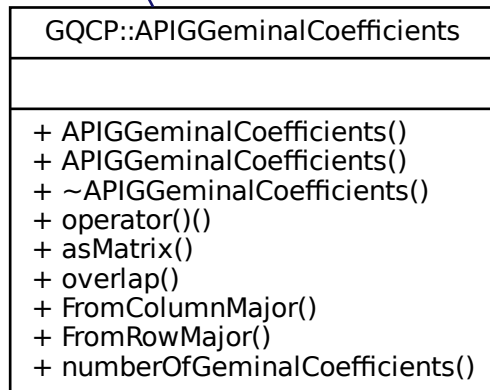 GQCP::APIGGeminalCoefficients
+ APIGGeminalCoefficients()
+ APIGGeminalCoefficients()
+ ~APIGGeminalCoefficients()
+ operator()()
+ asMatrix()
+ overlap()
+ FromColumnMajor()
+ FromRowMajor()
+ numberOfGeminalCoefficients()